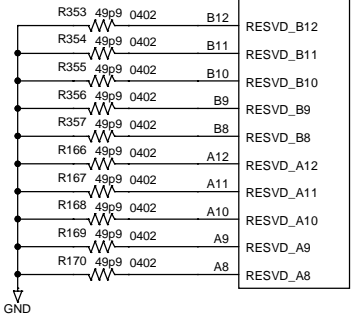 R353 49p9 0402 B12 RESVD_B12
R354 49p9 0402 B11 RESVD_B11
R355 49p9 0402 B10 RESVD_B10
R356 49p9 0402 B9 RESVD_B9
R357 49p9 0402 B8 RESVD_B8
R166 49p9 0402 A12 RESVD_A12
R167 49p9 0402 A11 RESVD_A11
R168 49p9 0402 A10 RESVD_A10
R169 49p9 0402 A9 RESVD_A9
R170 49p9 0402 A8 RESVD_A8
GND